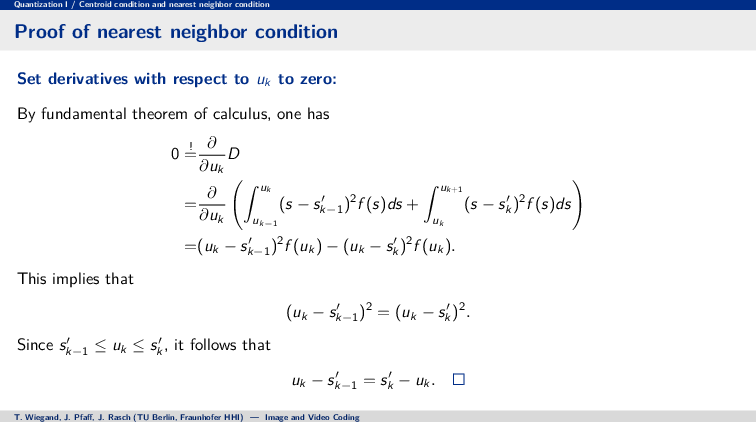 Quantization I / Centroid condition and nearest neighbor condition
Proof of nearest neighbor condition
Set derivatives with respect to u_k to zero:
By fundamental theorem of calculus, one has
0 \overset{!}{=} \frac{\partial}{\partial u_k} D
= \frac{\partial}{\partial u_k} \left( \int_{u_{k-1}}^{u_k} (s - s'_{k-1})^2 f(s) ds + \int_{u_k}^{u_{k+1}} (s - s'_k)^2 f(s) ds \right)
= (u_k - s'_{k-1})^2 f(u_k) - (u_k - s'_k)^2 f(u_k).
This implies that
(u_k - s'_{k-1})^2 = (u_k - s'_k)^2.
Since s'_{k-1} ≤ u_k ≤ s'_k, it follows that
u_k - s'_{k-1} = s'_k - u_k. □
T. Wiegand, J. Pfaff, J. Rasch (TU Berlin, Fraunhofer HHI) — Image and Video Coding